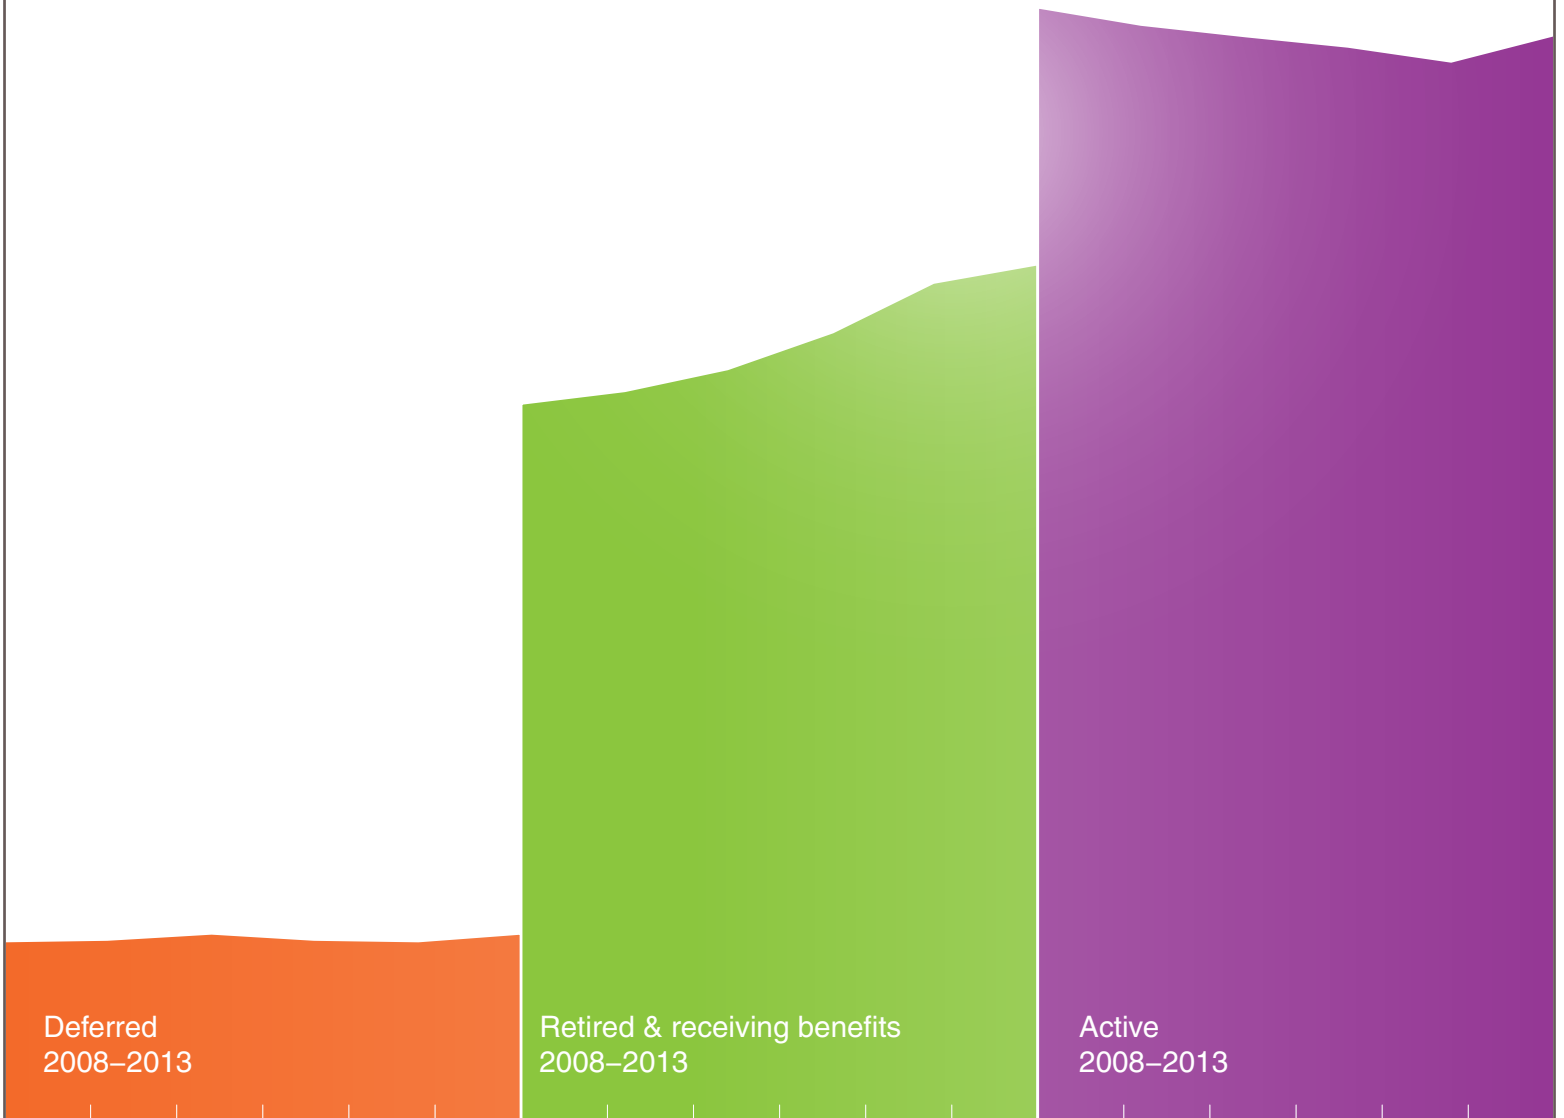 Deferred
2008–2013
Retired & receiving benefits
2008–2013
Active
2008–2013